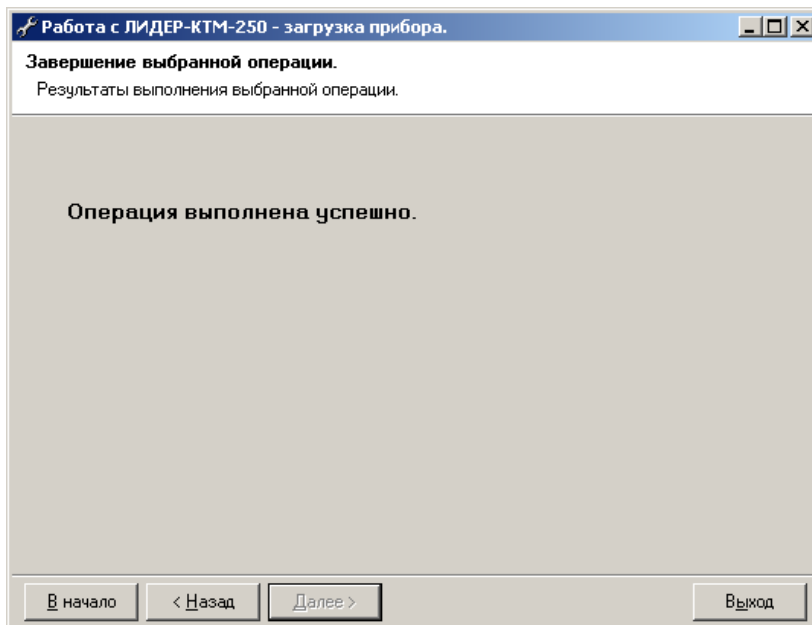 Работа с ЛИДЕР-КТМ-250 - загрузка прибора.
Завершение выбранной операции.
Результаты выполнения выбранной операции.
Операция выполнена успешно.
В начало < Назад Далее > Выход